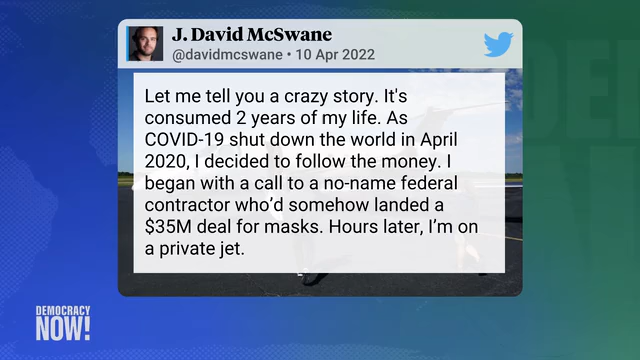 J. David McSwane
@davidmcswane • 10 Apr 2022
Let me tell you a crazy story. It's
consumed 2 years of my life. As
COVID-19 shut down the world in April
2020, I decided to follow the money. I
began with a call to a no-name federal
contractor who’d somehow landed a
$35M deal for masks. Hours later, I’m on
a private jet.
DEMOCRACY
NOW!